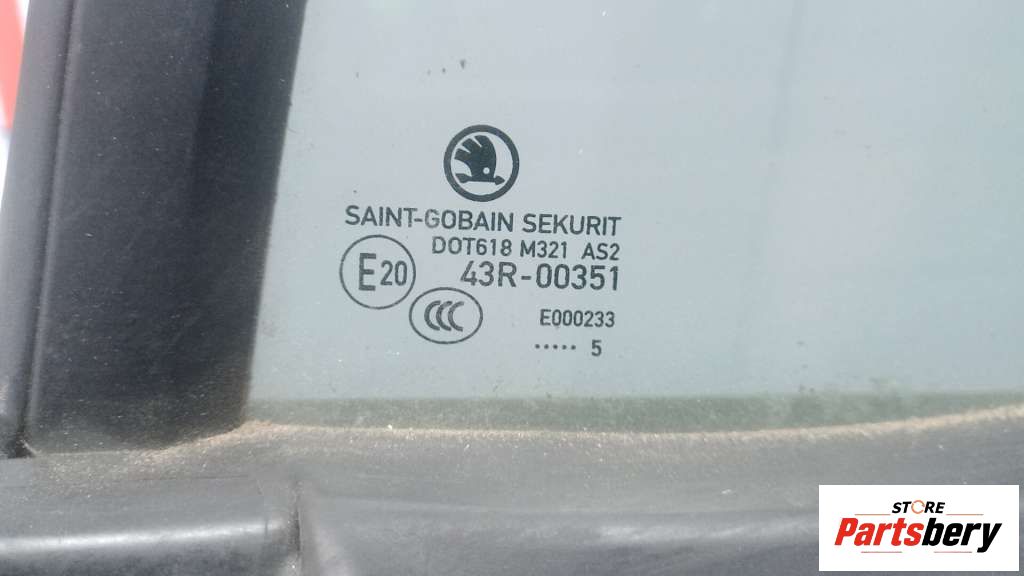 SAINT-GOBAIN SEKURIT
DOT618 M321 AS2
E20
43R-00351
CCC
E000233
..... 5
STORE
Partsbery